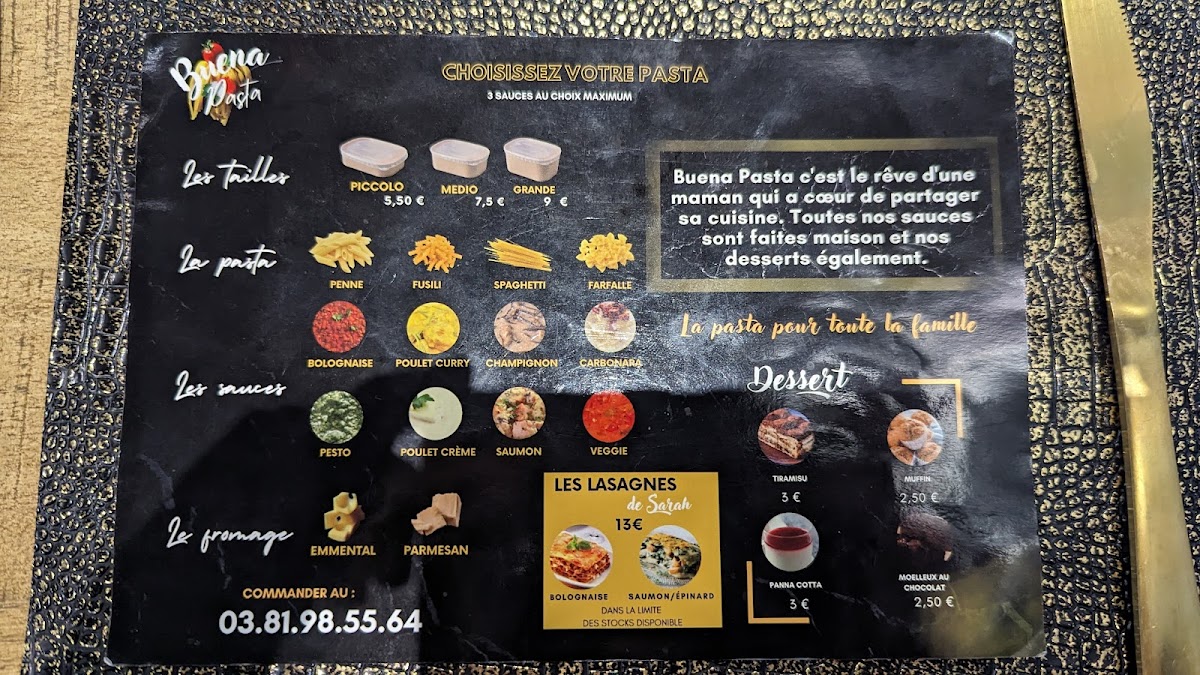 Buena
Pasta
CHOISISSEZ VOTRE PASTA
3 SAUCES AU CHOIX MAXIMUM
Les tailles
PICCOLO
5,50 €
MEDIO
7,5 €
GRANDE
9 €
Buena Pasta c'est le rêve d'une
maman qui a cœur de partager
sa cuisine. Toutes nos sauces
sont faites maison et nos
desserts également.
La pasta
PENNE
FUSILI
SPAGHETTI
FARFALLE
La pasta pour toute la famille
Les sauces
BOLOGNAISE
POULET CURRY
CHAMPIGNON
CARBONARA
PESTO
POULET CRÈME
SAUMON
VEGGIE
Le fromage
EMMENTAL
PARMESAN
COMMANDER AU :
03.81.98.55.64
LES LASAGNES
de Sarah
13€
BOLOGNAISE
SAUMON/ÉPINARD
DANS LA LIMITE
DES STOCKS DISPONIBLE
Dessert
TIRAMISU
3 €
MUFFIN
2,50 €
PANNA COTTA
3 €
MOELLEUX AU
CHOCOLAT
2,50 €